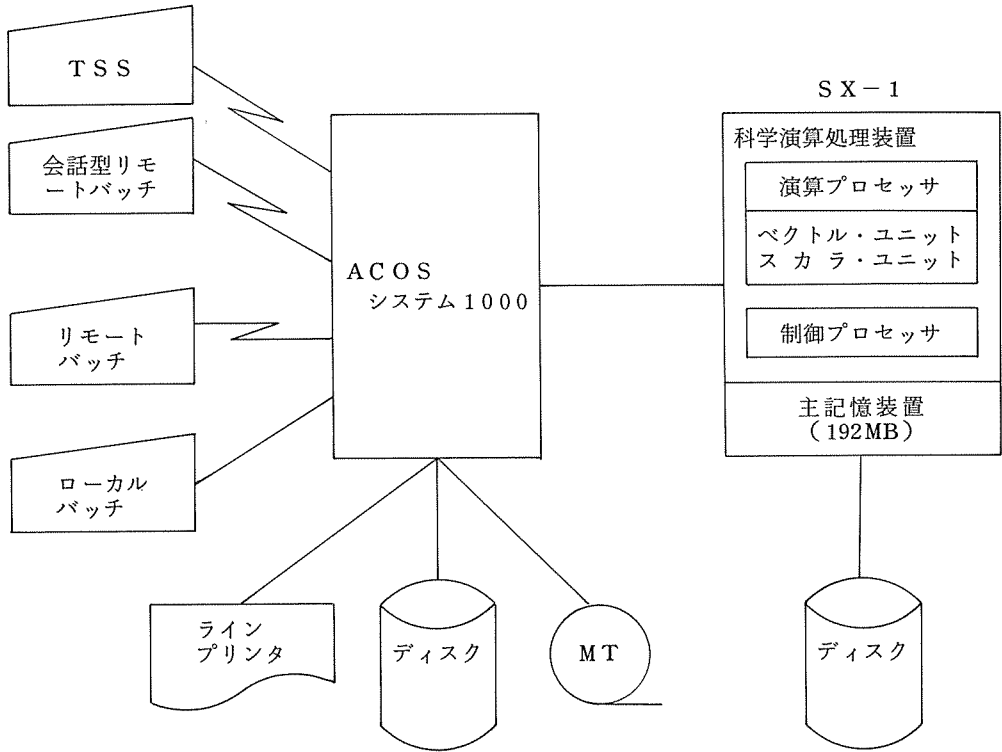 TSS
会話型リモ
ートバッチ
リモート
バッチ
ローカル
バッチ
ACOS
システム1000
ライン
プリンタ
ディスク
MT
SX－1
科学演算処理装置
演算プロセッサ
ベクトル・ユニット
スカラ・ユニット
制御プロセッサ
主記憶装置
(192MB)
ディスク